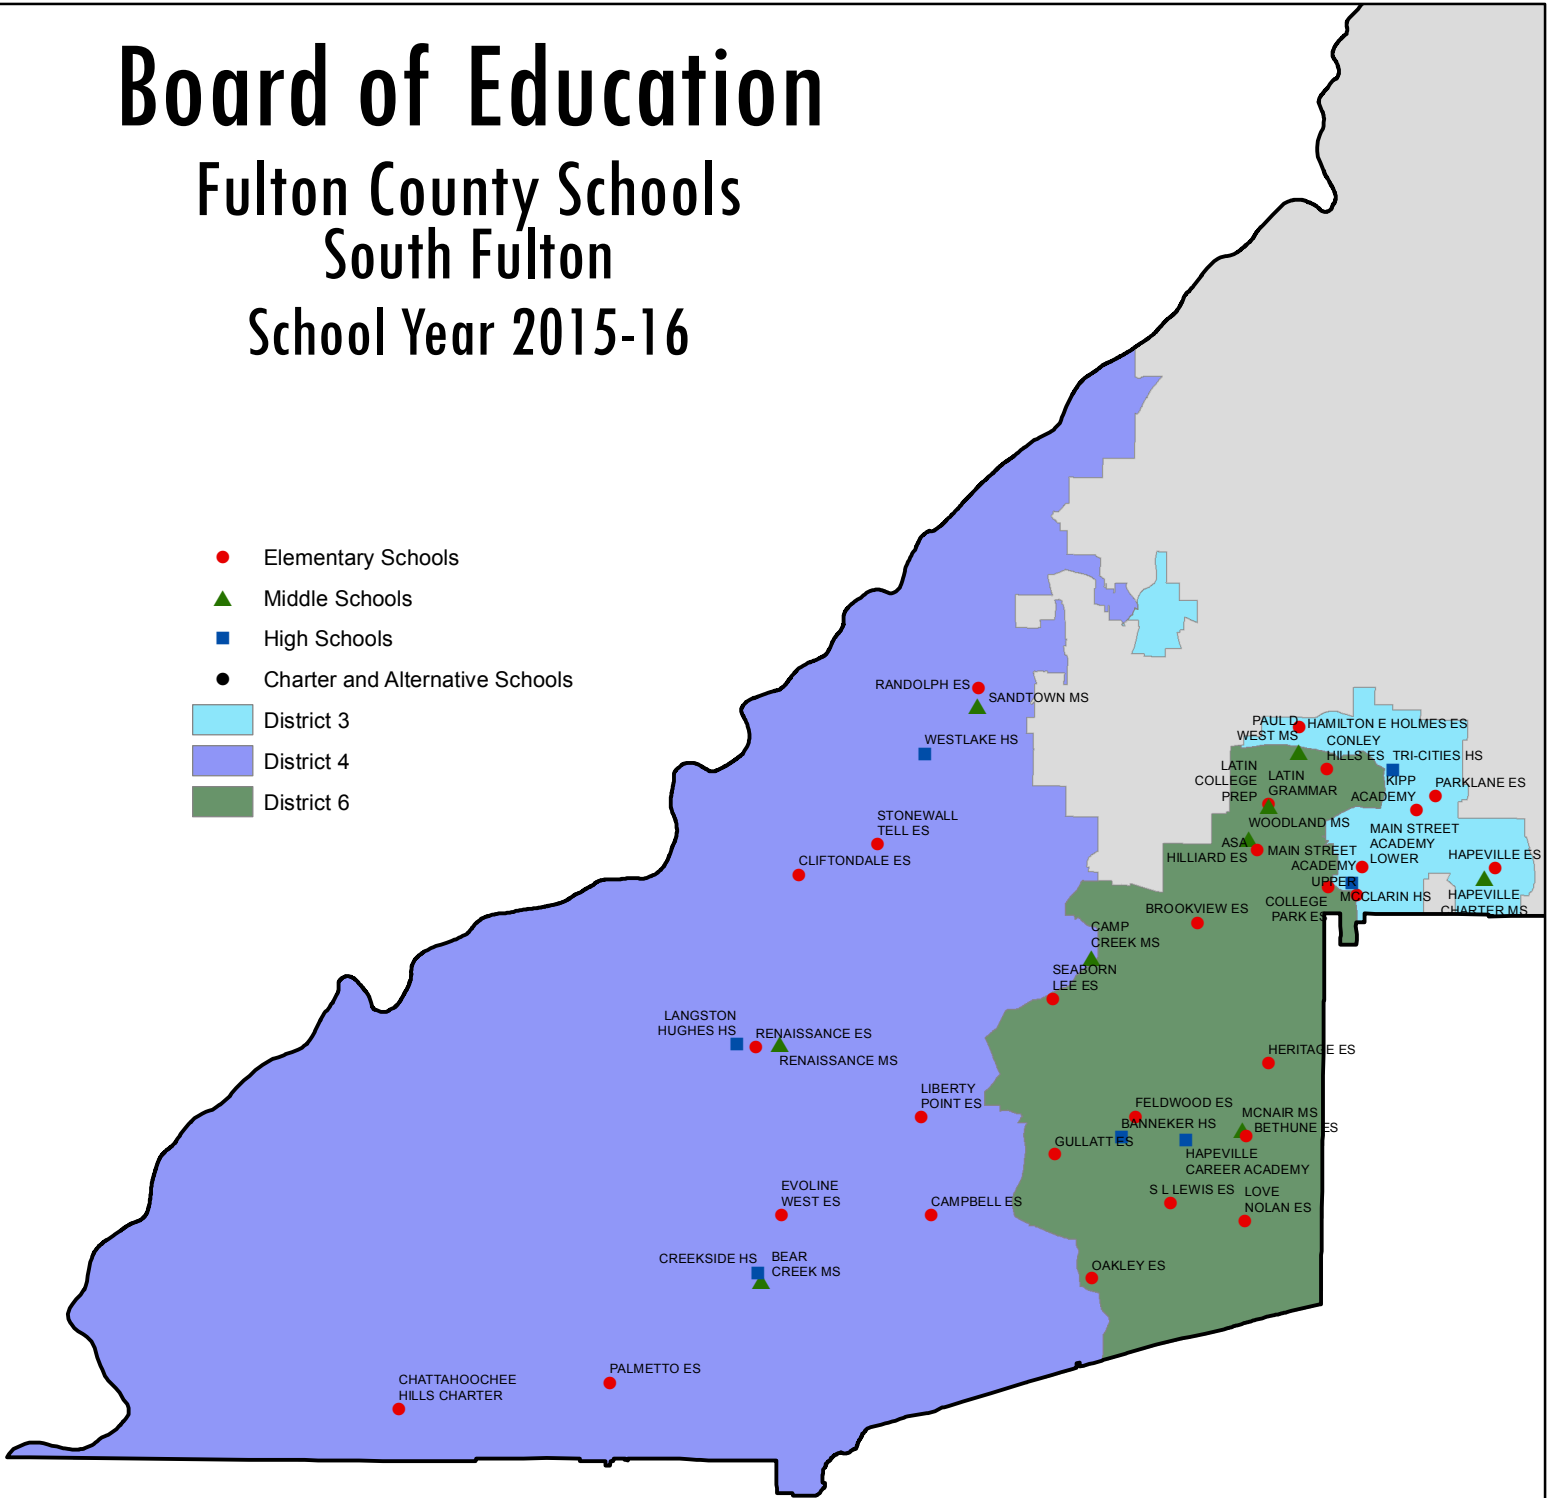 Board of Education
Fulton County Schools
South Fulton
School Year 2015-16
Elementary Schools
Middle Schools
High Schools
Charter and Alternative Schools
District 3
District 4
District 6
RANDOLPH ES
SANDTOWN MS
WESTLAKE HS
STONEWALL
TELL ES
CLIFTONDALE ES
PAUL D
WEST MS
HAMILTON E HOLMES ES
CONLEY
HILLS ES
TRI-CITIES HS
LATIN
COLLEGE
PREP
LATIN
GRAMMAR
KIPP
ACADEMY
PARKLANE ES
WOODLAND MS
ASA
HILLIARD ES
MAIN STREET
ACADEMY
UPPER
MAIN STREET
ACADEMY
LOWER
HAPEVILLE ES
MCCLARIN HS
HAPEVILLE
CHARTER MS
COLLEGE
PARK ES
BROOKVIEW ES
CAMP
CREEK MS
SEABORN
LEE ES
LANGSTON
HUGHES HS
RENAISSANCE ES
RENAISSANCE MS
HERITAGE ES
LIBERTY
POINT ES
FELDWOOD ES
BANNEKER HS
MCNAIR MS
BETHUNE ES
GULLATT ES
HAPEVILLE
CAREER ACADEMY
EVOLINE
WEST ES
CAMPBELL ES
S L LEWIS ES
LOVE
NOLAN ES
CREEKSIDE HS
BEAR
CREEK MS
OAKLEY ES
PALMETTO ES
CHATTAHOOCHEE
HILLS CHARTER